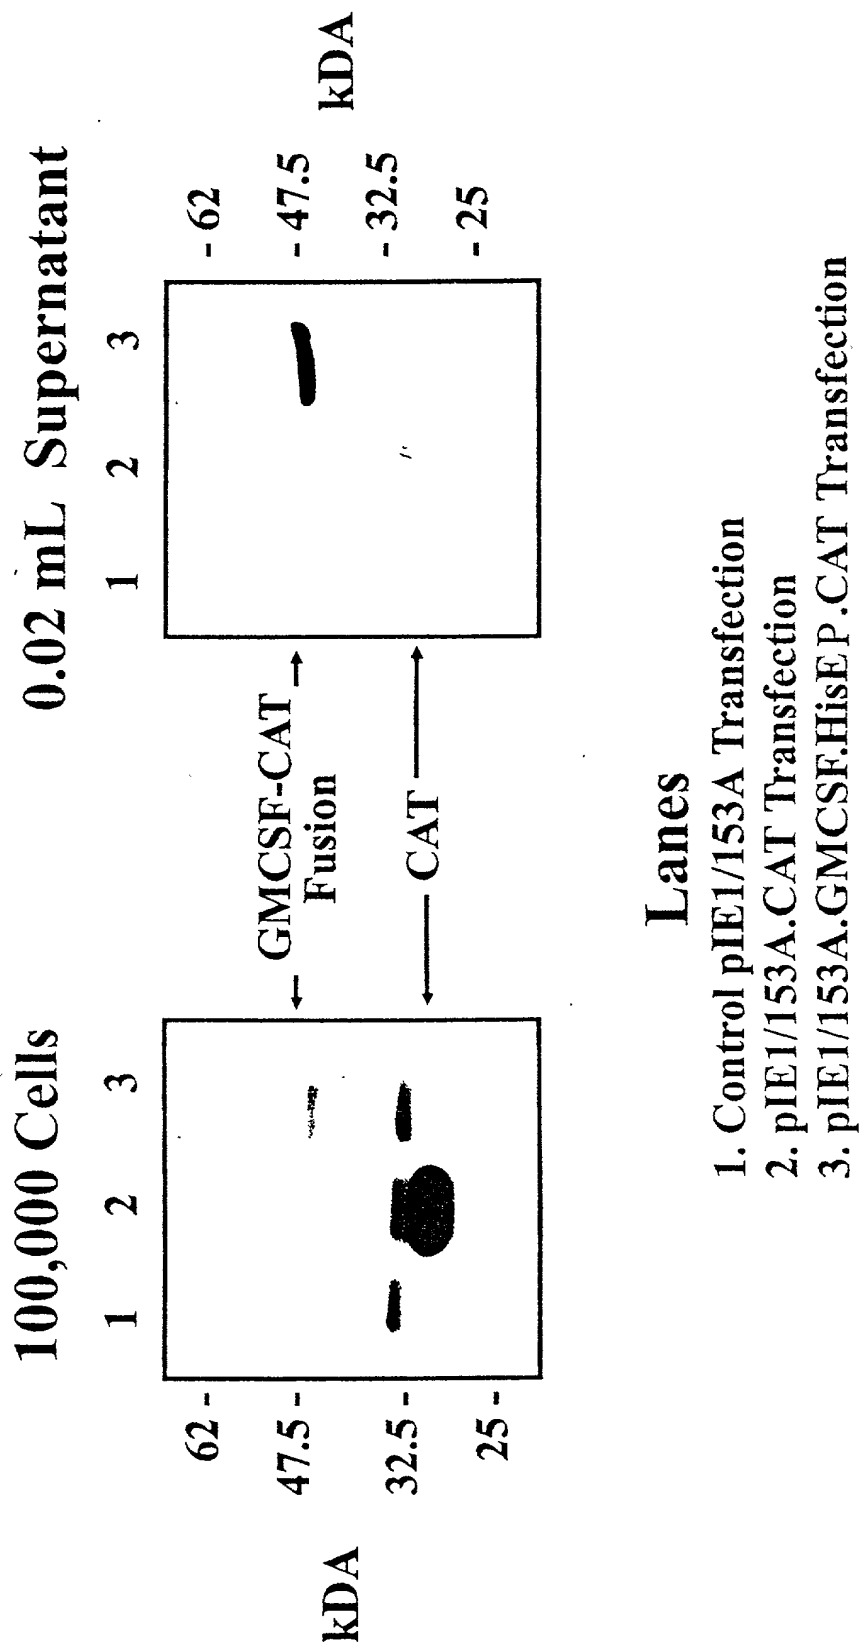 100,000 Cells
0.02 mL Supernatant
1 2 3
1 2 3
kDA
62 -
47.5 -
32.5 -
25 -
GMCSF-CAT
Fusion
CAT
- 62
- 47.5
- 32.5
- 25
kDA
Lanes
1. Control pIE1/153A Transfection
2. pIE1/153A.CAT Transfection
3. pIE1/153A.GMCSF.HisEP.CAT Transfection